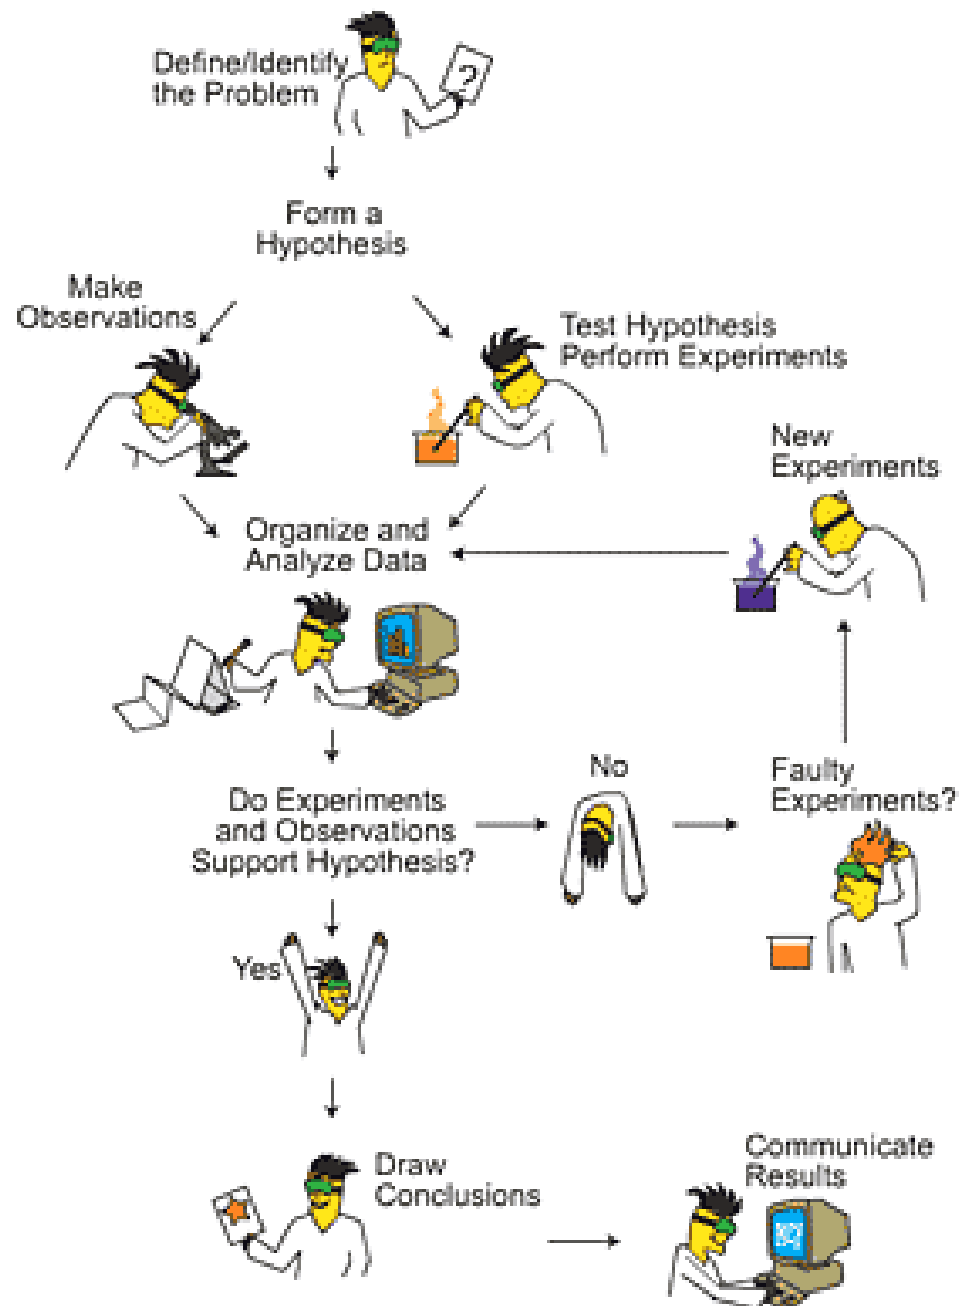 Define/Identify
the Problem
?
Form a
Hypothesis
Make
Observations
Test Hypothesis
Perform Experiments
New
Experiments
Organize and
Analyze Data
No
Faulty
Experiments?
Do Experiments
and Observations
Support Hypothesis?
Yes
Draw
Conclusions
Communicate
Results